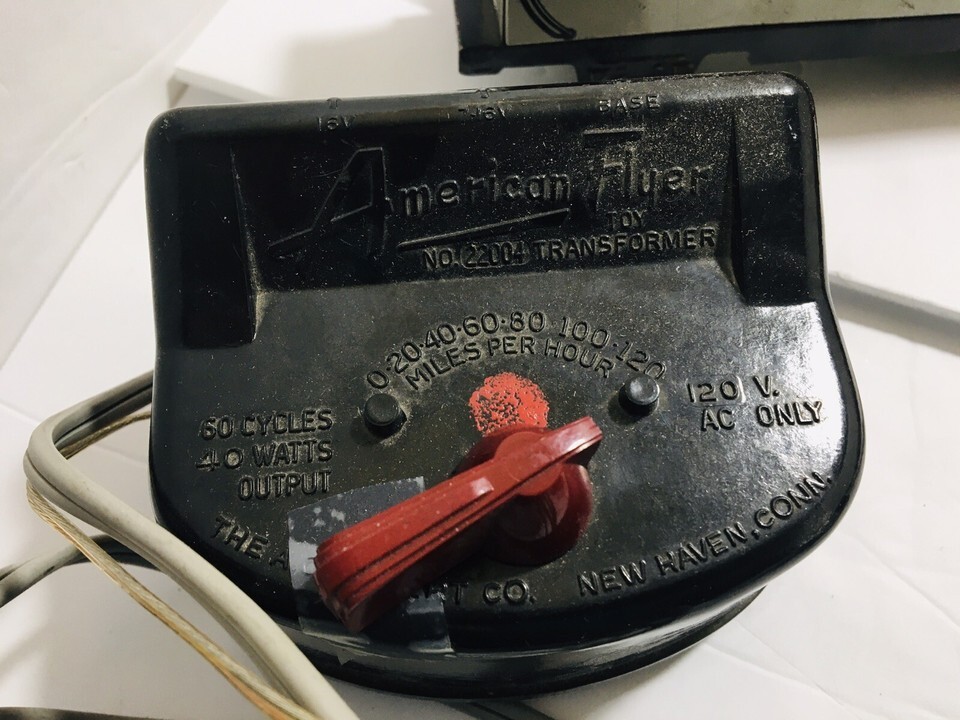 16V BASE
American Flyer
TOY
NO. 22004 TRANSFORMER
0·20·40·60·80·100·120
MILES PER HOUR
60 CYCLES
40 WATTS
OUTPUT
120 V.
AC ONLY
THE CO. NEW HAVEN, CONN.